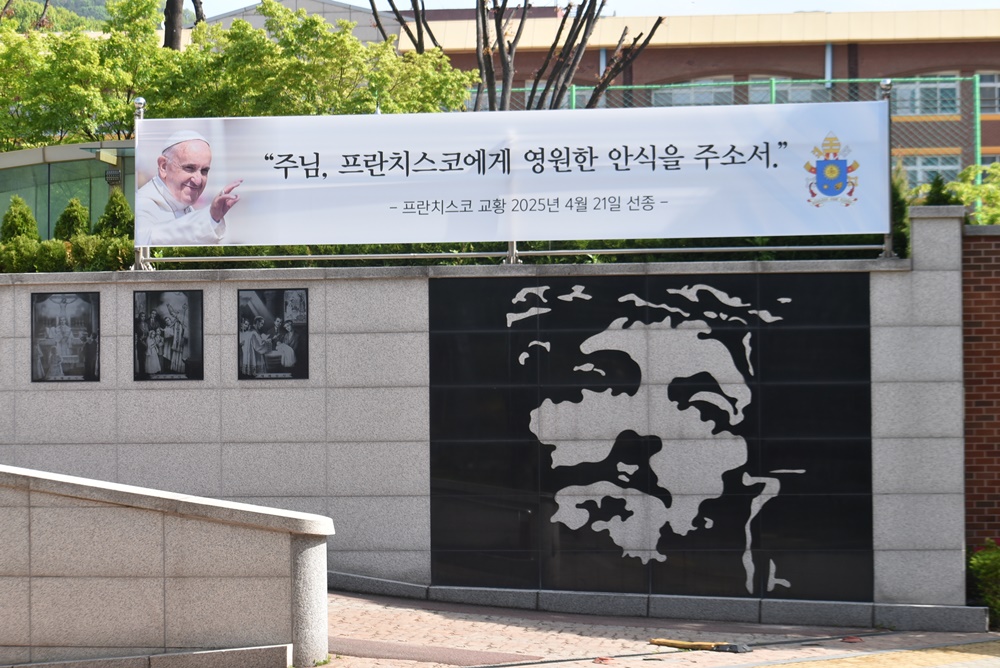 “주님, 프란치스코에게 영원한 안식을 주소서.”
- 프란치스코 교황 2025년 4월 21일 선종 -